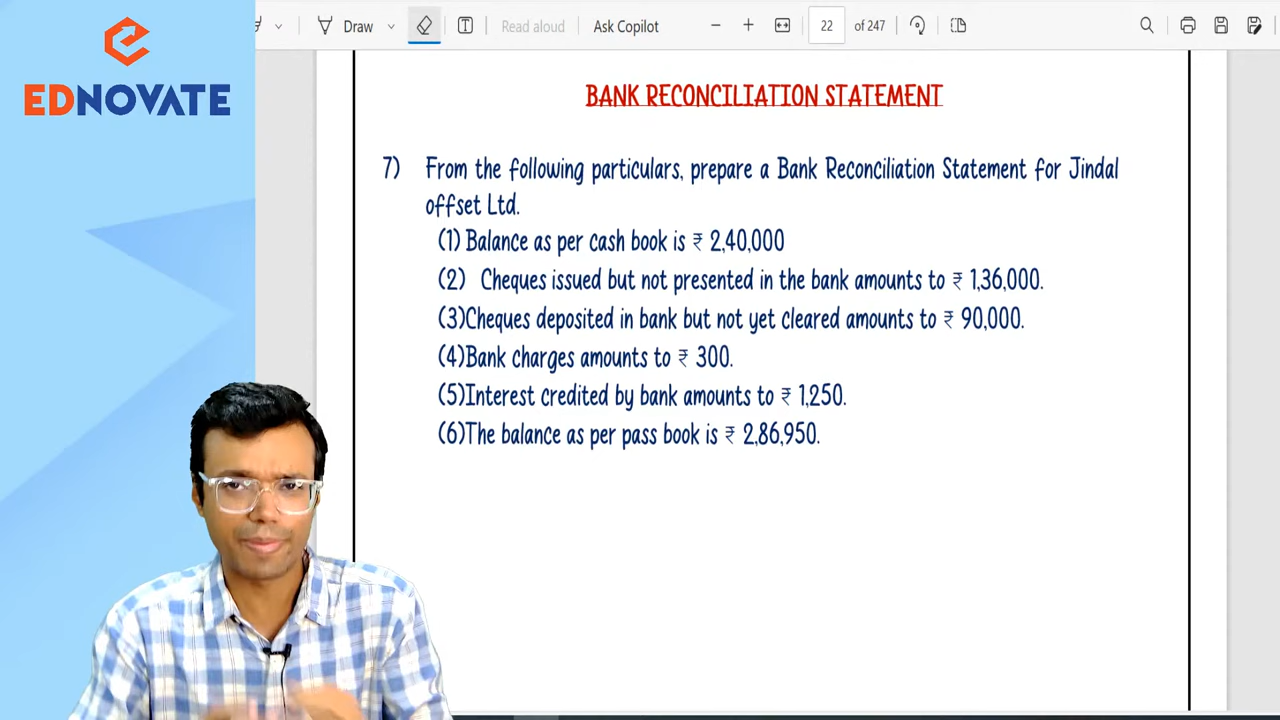 Draw
Read aloud
Ask Copilot
22
of 247
EDNOVATE
BANK RECONCILIATION STATEMENT
7) From the following particulars, prepare a Bank Reconciliation Statement for Jindal
offset Ltd.
(1) Balance as per cash book is ₹ 2,40,000
(2) Cheques issued but not presented in the bank amounts to ₹ 1,36,000.
(3)Cheques deposited in bank but not yet cleared amounts to ₹ 90,000.
(4)Bank charges amounts to ₹ 300.
(5)Interest credited by bank amounts to ₹ 1,250.
(6)The balance as per pass book is ₹ 2,86,950.